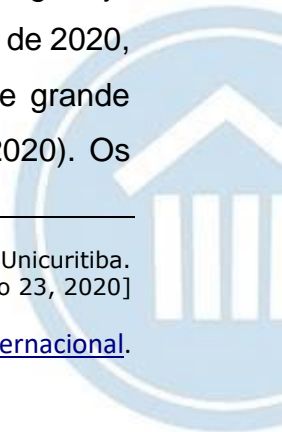 de 2020,
e grande
2020). Os
Unicuritiba.
o 23, 2020]
ernacional.